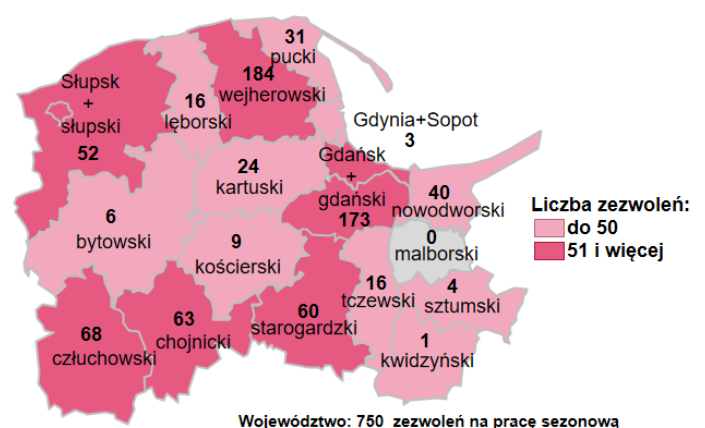 31
pucki
184
wejherowski
Słupsk
+
słupski
52
16
lęborski
Gdynia+Sopot
3
24
kartuski
Gdańsk
+
gdański
173
40
nowodworski
6
bytowski
9
kościerski
0
malborski
16
tczewski
4
sztumski
68
człuchowski
63
chojnicki
60
starogardzki
1
kwidzyński
Liczba zezwoleń:
do 50
51 i więcej
Województwo: 750 zezwoleń na pracę sezonową